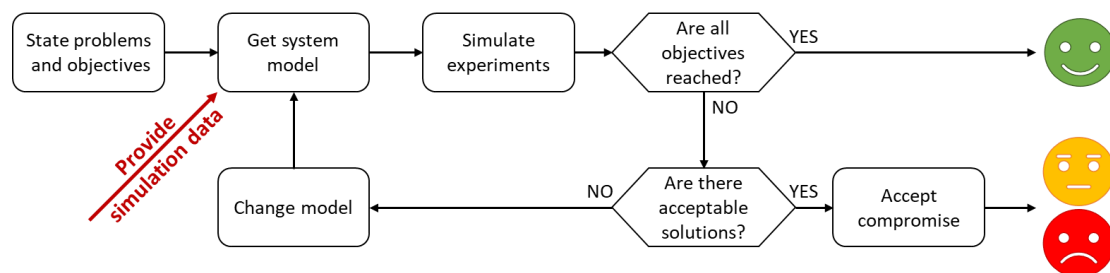 State problems
and objectives
Get system
model
Simulate
experiments
Are all
objectives
reached?
YES
NO
Provide
simulation data
Change model
NO
Are there
acceptable
solutions?
YES
Accept
compromise